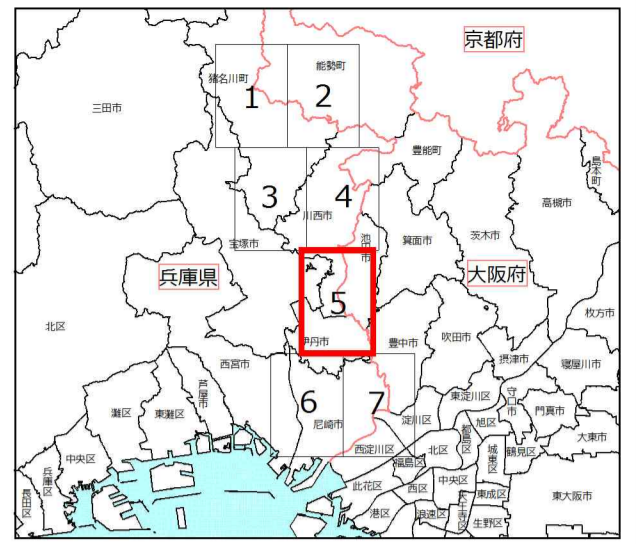 京都府
能勢町
猪名川町
1
2
三田市
豊能町
島本町
高槻市
3
4
川西市
池田市
箕面市
茨木市
宝塚市
兵庫県
大阪府
5
枚方市
北区
伊丹市
豊中市
吹田市
摂津市
寝屋川市
西宮市
芦屋市
6
7
東淀川区
守口市
門真市
灘区
東灘区
尼崎市
淀川区
旭区
都島区
大東市
西淀川区
北区
城東区
鶴見区
中央区
福島区
兵庫区
此花区
西区
中央区
東成区
東大阪市
長田区
港区
浪速区
天王寺区
生野区